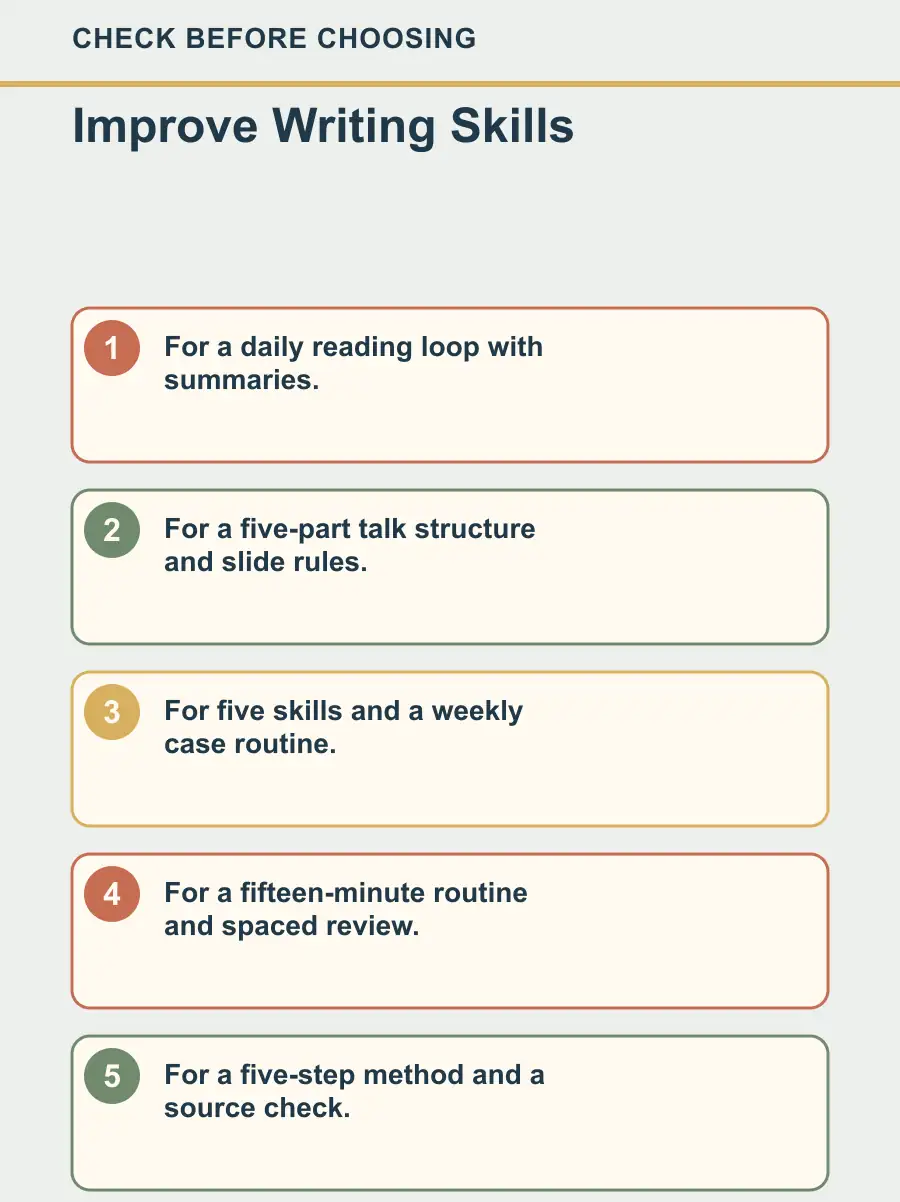 CHECK BEFORE CHOOSING
Improve Writing Skills
1
For a daily reading loop with
summaries.
2
For a five-part talk structure
and slide rules.
3
For five skills and a weekly
case routine.
4
For a fifteen-minute routine
and spaced review.
5
For a five-step method and a
source check.